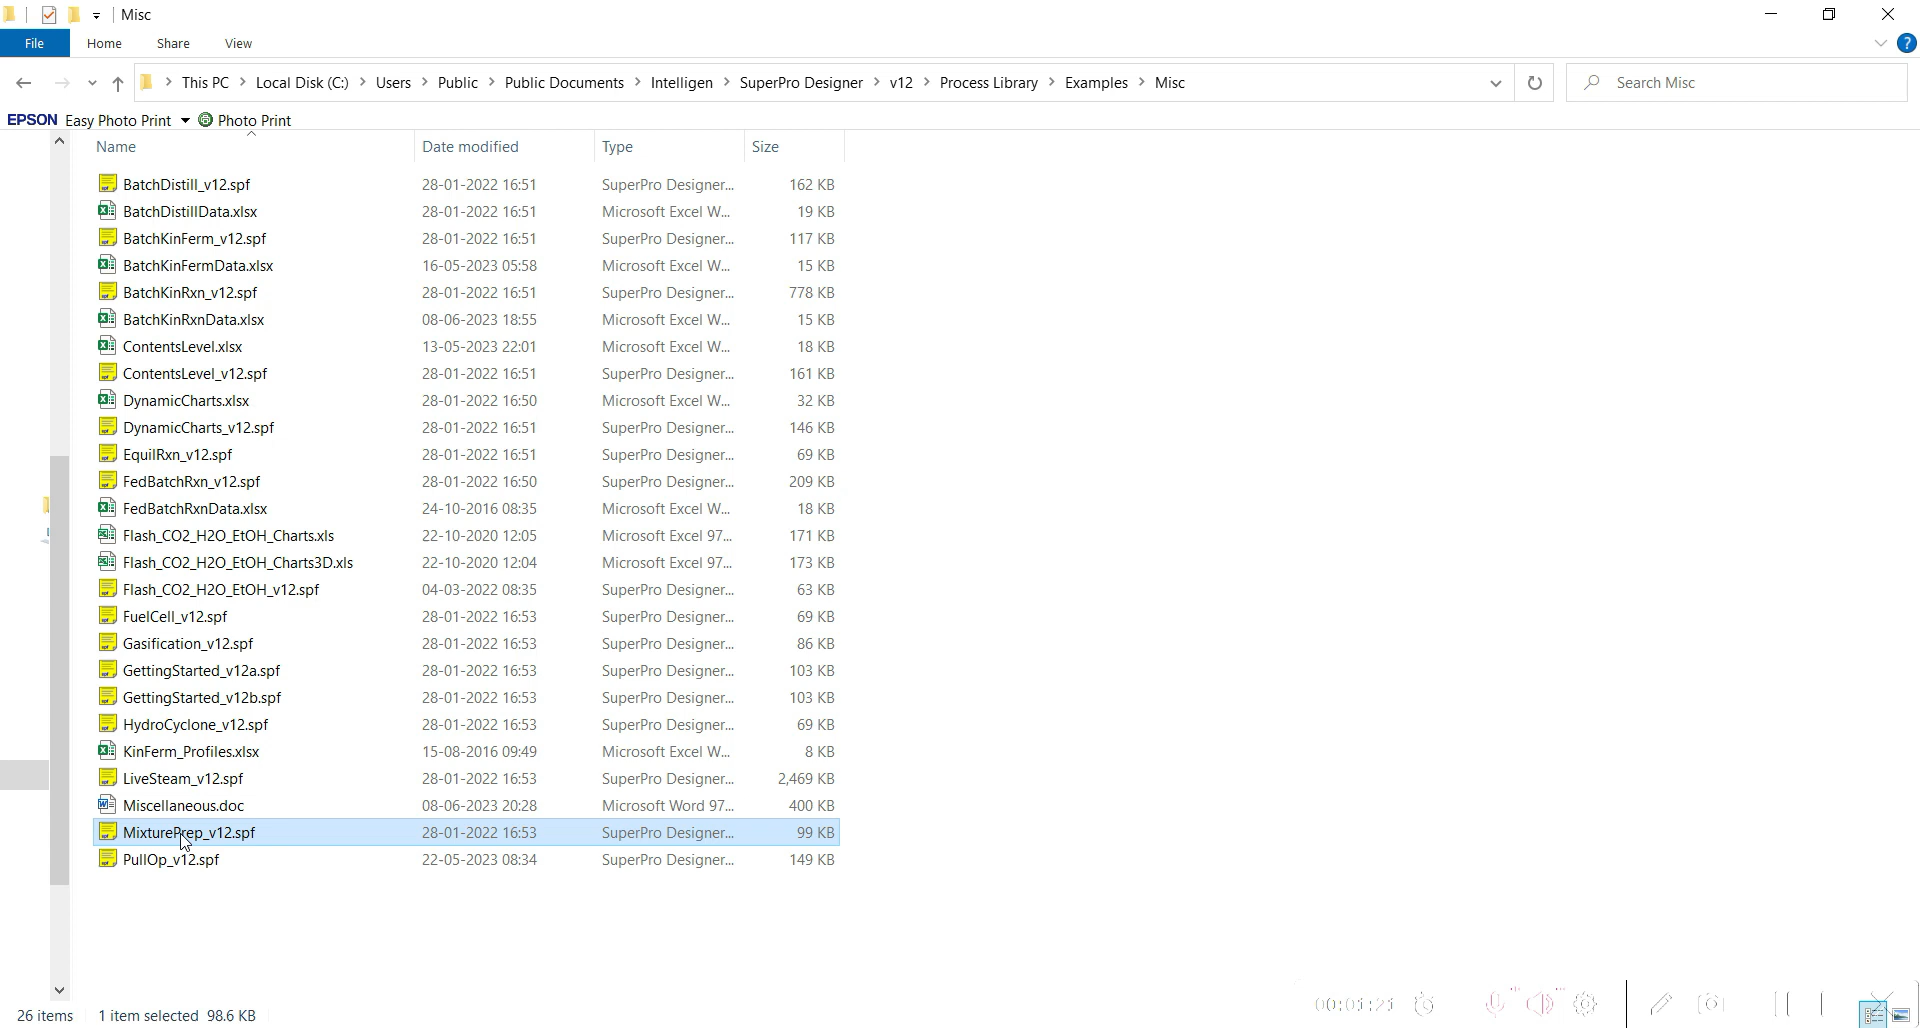 Misc
File Home Share View
This PC Local Disk (C:) Users Public Public Documents Intelligen SuperPro Designer v12 Process Library Examples Misc Search Misc
EPSON Easy Photo Print Photo Print
Name Date modified Type Size
BatchDistill_v12.spf 28-01-2022 16:51 SuperPro Designer... 162 KB
BatchDistillData.xlsx 28-01-2022 16:51 Microsoft Excel W... 19 KB
BatchKinFerm_v12.spf 28-01-2022 16:51 SuperPro Designer... 117 KB
BatchKinFermData.xlsx 16-05-2023 05:58 Microsoft Excel W... 15 KB
BatchKinRxn_v12.spf 28-01-2022 16:51 SuperPro Designer... 778 KB
BatchKinRxnData.xlsx 08-06-2023 18:55 Microsoft Excel W... 15 KB
ContentsLevel.xlsx 13-05-2023 22:01 Microsoft Excel W... 18 KB
ContentsLevel_v12.spf 28-01-2022 16:51 SuperPro Designer... 161 KB
DynamicCharts.xlsx 28-01-2022 16:50 Microsoft Excel W... 32 KB
DynamicCharts_v12.spf 28-01-2022 16:51 SuperPro Designer... 146 KB
EquilRxn_v12.spf 28-01-2022 16:51 SuperPro Designer... 69 KB
FedBatchRxn_v12.spf 28-01-2022 16:50 SuperPro Designer... 209 KB
FedBatchRxnData.xlsx 24-10-2016 08:35 Microsoft Excel W... 18 KB
Flash_CO2_H2O_EtOH_Charts.xls 22-10-2020 12:05 Microsoft Excel 97... 171 KB
Flash_CO2_H2O_EtOH_Charts3D.xls 22-10-2020 12:04 Microsoft Excel 97... 173 KB
Flash_CO2_H2O_EtOH_v12.spf 04-03-2022 08:35 SuperPro Designer... 63 KB
FuelCell_v12.spf 28-01-2022 16:53 SuperPro Designer... 69 KB
Gasification_v12.spf 28-01-2022 16:53 SuperPro Designer... 86 KB
GettingStarted_v12a.spf 28-01-2022 16:53 SuperPro Designer... 103 KB
GettingStarted_v12b.spf 28-01-2022 16:53 SuperPro Designer... 103 KB
HydroCyclone_v12.spf 28-01-2022 16:53 SuperPro Designer... 69 KB
KinFerm_Profiles.xlsx 15-08-2016 09:49 Microsoft Excel W... 8 KB
LiveSteam_v12.spf 28-01-2022 16:53 SuperPro Designer... 2,469 KB
Miscellaneous.doc 08-06-2023 20:28 Microsoft Word 97... 400 KB
MixturePrep_v12.spf 28-01-2022 16:53 SuperPro Designer... 99 KB
PullOp_v12.spf 22-05-2023 08:34 SuperPro Designer... 149 KB
00:01:21
26 items 1 item selected 98.6 KB